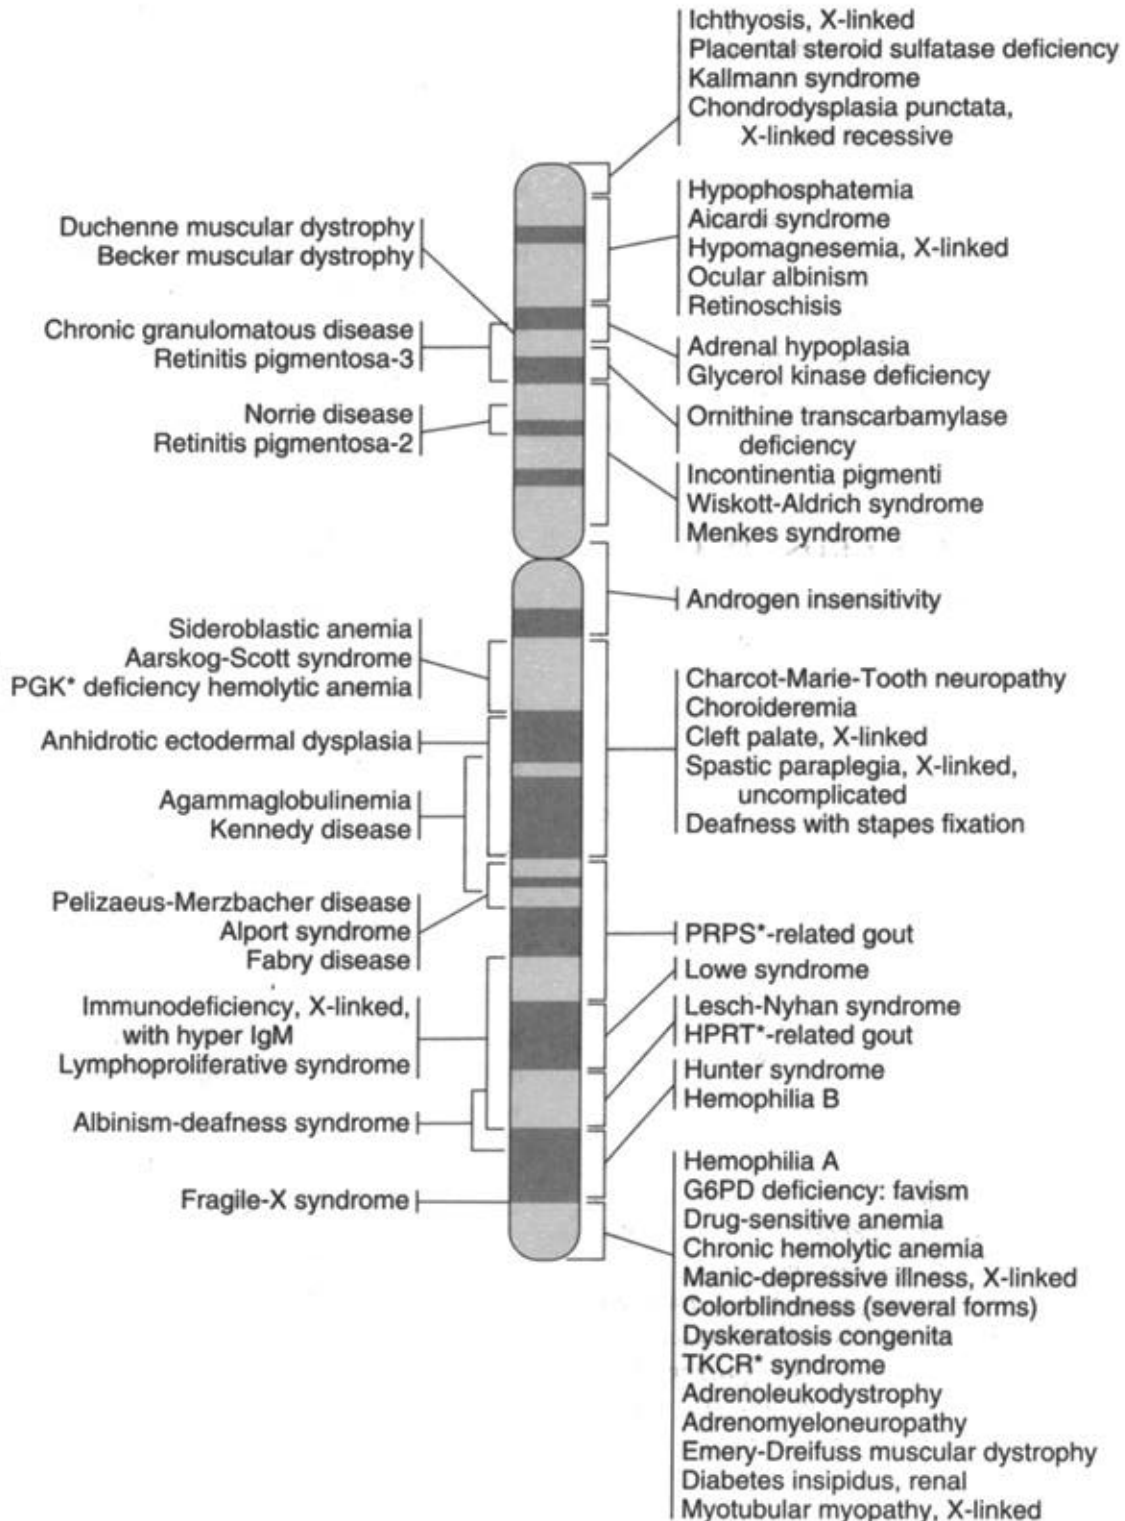 Ichthyosis, X-linked
Placental steroid sulfatase deficiency
Kallmann syndrome
Chondrodysplasia punctata,
X-linked recessive
Hypophosphatemia
Aicardi syndrome
Hypomagnesemia, X-linked
Ocular albinism
Retinoschisis
Duchenne muscular dystrophy
Becker muscular dystrophy
Chronic granulomatous disease
Retinitis pigmentosa-3
Adrenal hypoplasia
Glycerol kinase deficiency
Norrie disease
Retinitis pigmentosa-2
Ornithine transcarbamylase
deficiency
Incontinentia pigmenti
Wiskott-Aldrich syndrome
Menkes syndrome
Androgen insensitivity
Sideroblastic anemia
Aarskog-Scott syndrome
PGK* deficiency hemolytic anemia
Charcot-Marie-Tooth neuropathy
Choroideremia
Cleft palate, X-linked
Spastic paraplegia, X-linked,
uncomplicated
Deafness with stapes fixation
Anhidrotic ectodermal dysplasia
Agammaglobulinemia
Kennedy disease
Pelizaeus-Merzbacher disease
Alport syndrome
Fabry disease
PRPS*-related gout
Lowe syndrome
Immunodeficiency, X-linked,
with hyper IgM
Lymphoproliferative syndrome
Lesch-Nyhan syndrome
HPRT*-related gout
Hunter syndrome
Hemophilia B
Albinism-deafness syndrome
Fragile-X syndrome
Hemophilia A
G6PD deficiency: favism
Drug-sensitive anemia
Chronic hemolytic anemia
Manic-depressive illness, X-linked
Colorblindness (several forms)
Dyskeratosis congenita
TKCR* syndrome
Adrenoleukodystrophy
Adrenomyeloneuropathy
Emery-Dreifuss muscular dystrophy
Diabetes insipidus, renal
Myotubular myopathy, X-linked